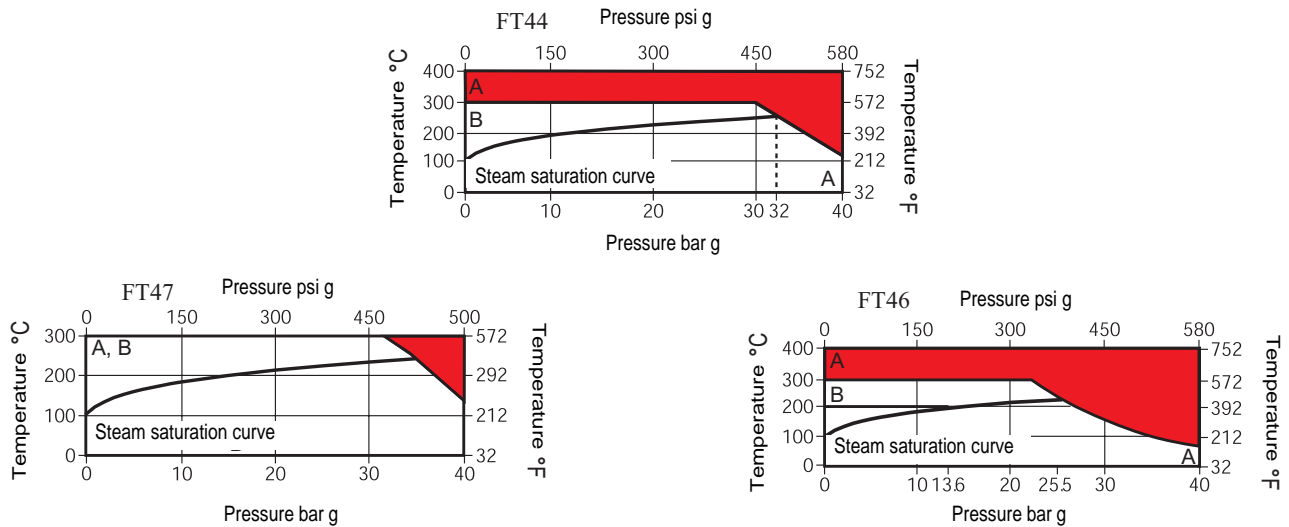 FT44 Pressure psi g
0 150 300 450 580
Temperature °C
400 A 752
300 572
B
200 392
100 212
Steam saturation curve A
0 32
Temperature °F
0 10 20 30 32 40
Pressure bar g
FT47 Pressure psi g
0 150 300 450 500
Temperature °C
300 572
A, B
200 292
100 212
Steam saturation curve
0 32
Temperature °F
0 10 20 30 40
Pressure bar g
FT46 Pressure psi g
0 150 300 450 580
Temperature °C
400 752
A
300 572
B
200 392
100 212
Steam saturation curve A
0 32
Temperature °F
0 10 13.6 20 25.5 30 40
Pressure bar g